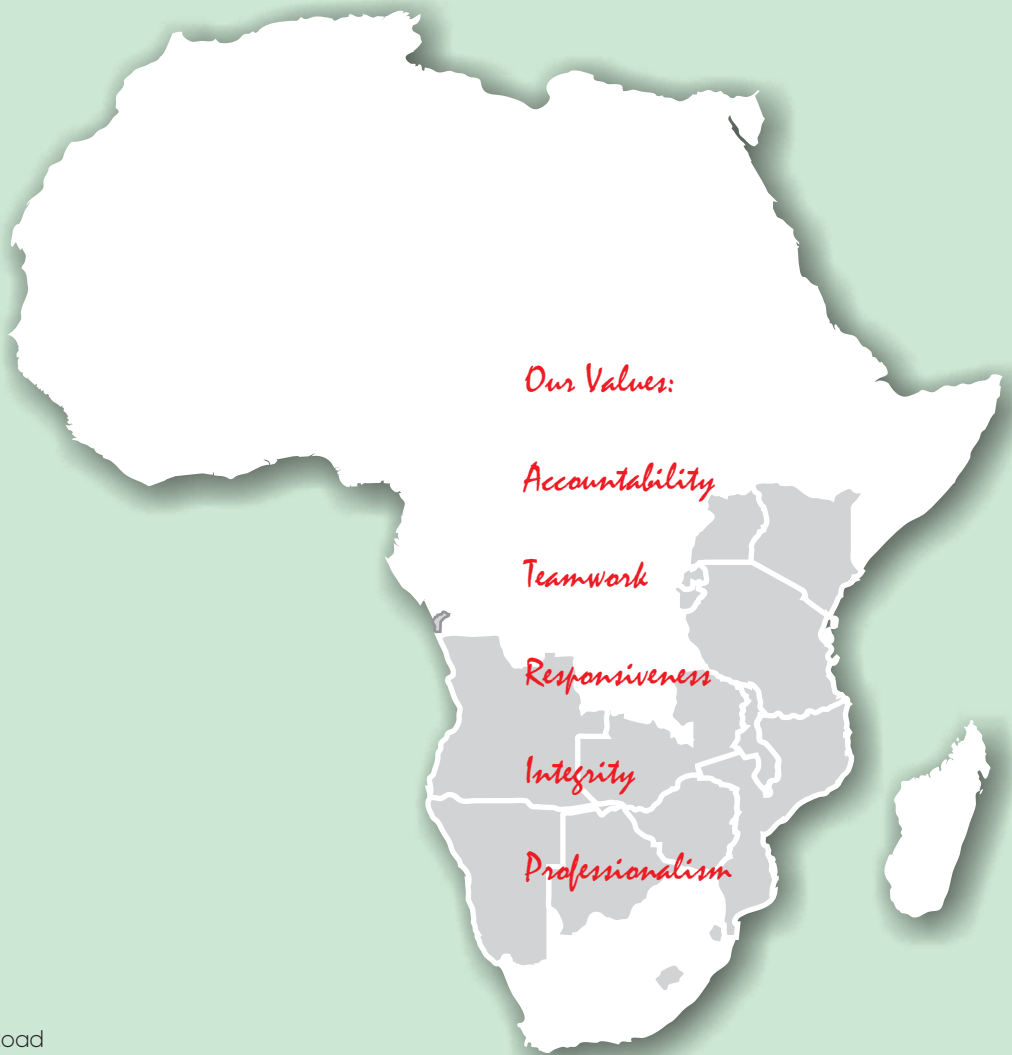 Our Values:
Accountability
Teamwork
Responsiveness
Integrity
Professionalism
oad